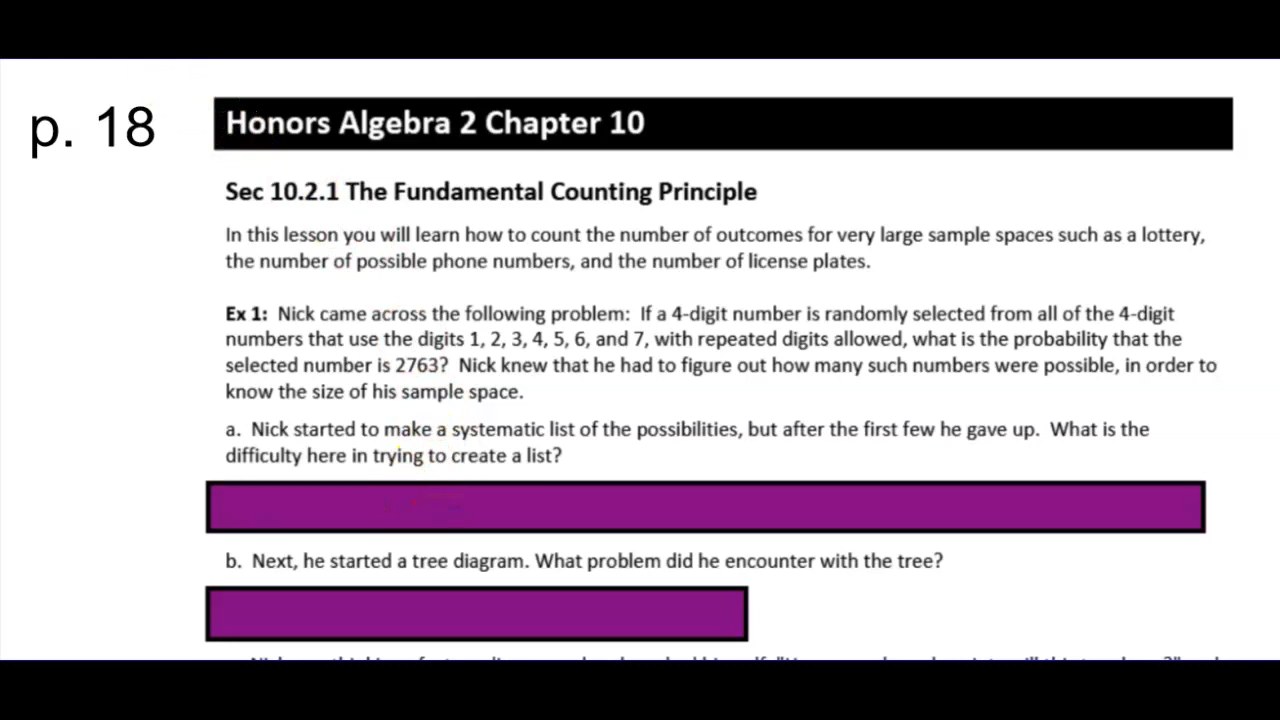 p. 18
Honors Algebra 2 Chapter 10
Sec 10.2.1 The Fundamental Counting Principle
In this lesson you will learn how to count the number of outcomes for very large sample spaces such as a lottery,
the number of possible phone numbers, and the number of license plates.
Ex 1: Nick came across the following problem: If a 4-digit number is randomly selected from all of the 4-digit
numbers that use the digits 1, 2, 3, 4, 5, 6, and 7, with repeated digits allowed, what is the probability that the
selected number is 2763? Nick knew that he had to figure out how many such numbers were possible, in order to
know the size of his sample space.
a. Nick started to make a systematic list of the possibilities, but after the first few he gave up. What is the
difficulty here in trying to create a list?
b. Next, he started a tree diagram. What problem did he encounter with the tree?